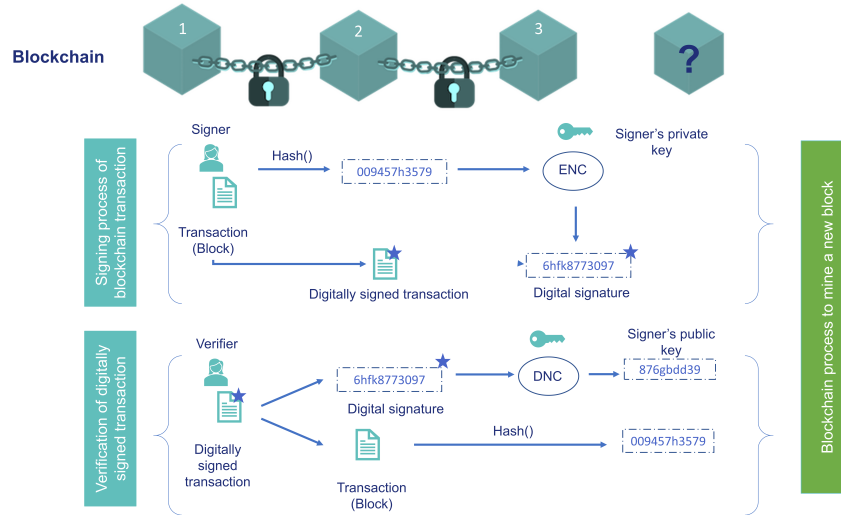 1
2
3
?
Blockchain
Signing process of
blockchain transaction
Signer
Hash()
009457h3579
ENC
Signer's private
key
Transaction
(Block)
Digitally signed transaction
6hfk8773097
Digital signature
Verification of digitally
signed transaction
Verifier
Digitally
signed
transaction
6hfk8773097
Digital signature
DNC
Signer's public
key
876gbdd39
Transaction
(Block)
Hash()
009457h3579
Blockchain process to mine a new block